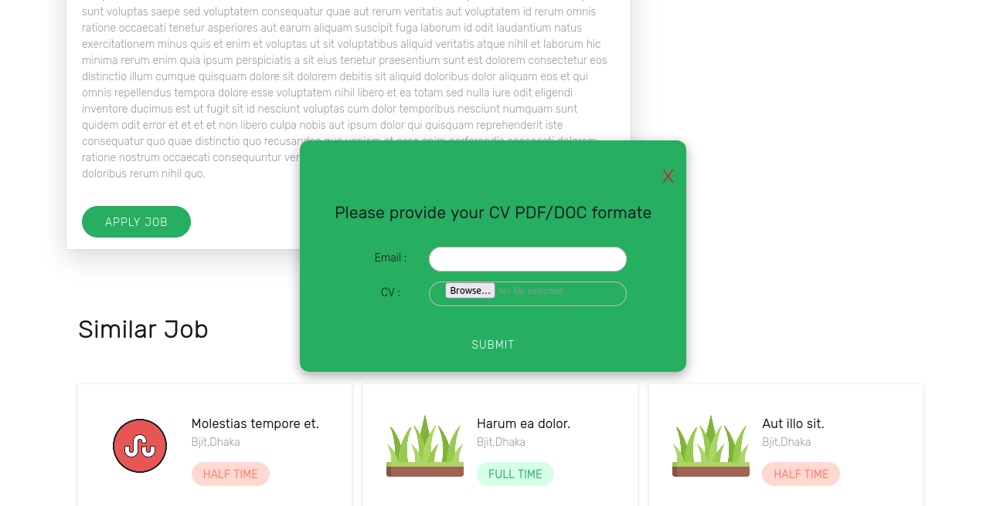 sunt voluptas saepe sed voluptatem consequatur quae aut rerum veritatis aut voluptatem id rerum omnis
ratione occaecati tenetur asperiores aut earum aliquam suscipit fuga laborum id odit laudantium natus
exercitationem minus quis et enim et voluptas ut sit voluptatibus aliquid veritatis atque nihil et laborum hic
minima rerum enim quia ipsum perspiciatis a sit eius tenetur praesentium sunt est dolorem consectetur eos
distinctio illum cumque quisquam dolore sit dolorem debitis sit aliquid doloribus dolor aliquam eos et qui
omnis repellendus tempora dolore esse voluptatem nihil libero et ea totam sed nulla iure odit eligendi
inventore ducimus est ut fugit sit id nesciunt voluptas cum dolor temporibus nesciunt numquam sunt
quidem odit error et et et et non libero culpa nobis aut ipsum dolor qui quisquam reprehenderit iste
consequatur quo quae distinctio quo
ratione nostrum occaecati consequuntur
doloribus rerum nihil quo.
APPLY JOB
X
Please provide your CV PDF/DOC formate
Email :
CV :
Browse...
No file selected.
SUBMIT
Similar Job
Molestias tempore et.
Bjit,Dhaka
HALF TIME
Harum ea dolor.
Bjit,Dhaka
FULL TIME
Aut illo sit.
Bjit,Dhaka
HALF TIME